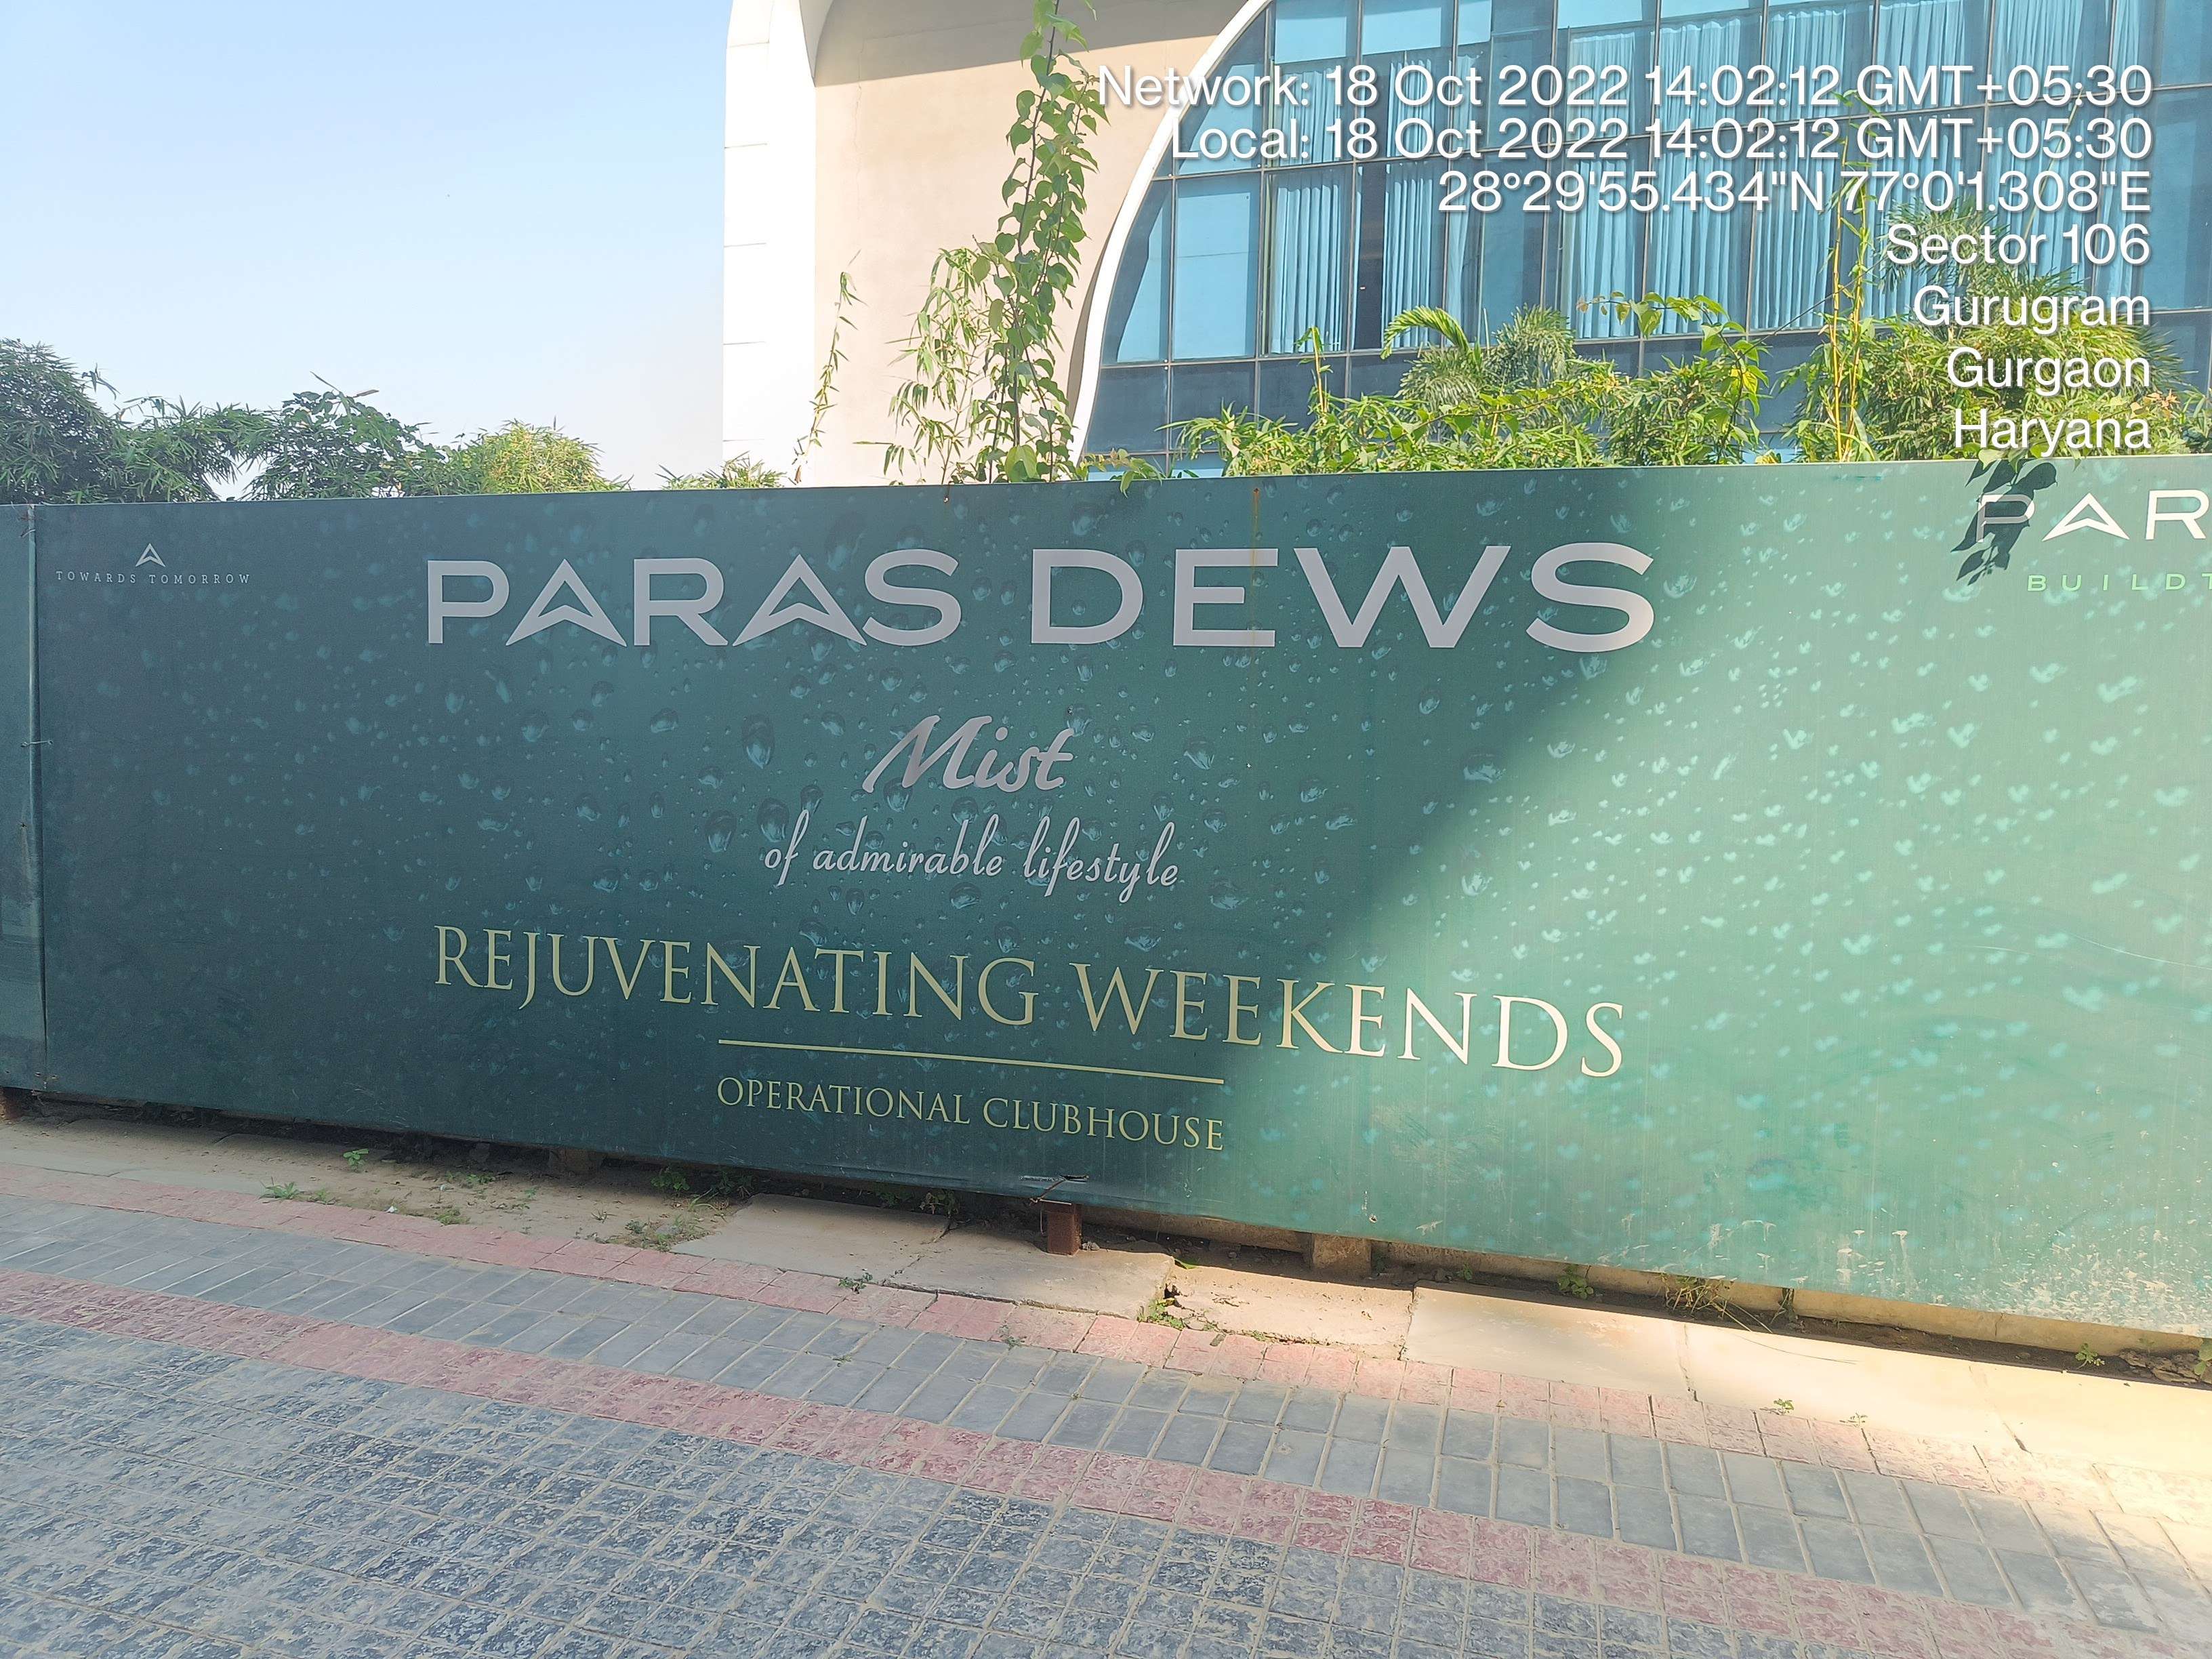 Network: 18 Oct 2022 14:02:12 GMT+05:30
Local: 18 Oct 2022 14:02:12 GMT+05:30
28°29'55.434"N 77°0'1.308"E
Sector 106
Gurugram
Gurgaon
Haryana
TOWARDS TOMORROW
PARAS DEWS
PAR
BUILDT
Mist
of admirable lifestyle
REJUVENATING WEEKENDS
OPERATIONAL CLUBHOUSE